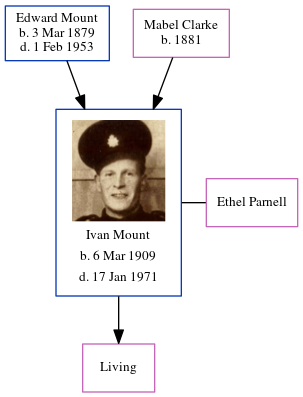 Edward Mount
b. 3 Mar 1879
d. 1 Feb 1953
Mabel Clarke
b. 1881
Ivan Mount
b. 6 Mar 1909
d. 17 Jan 1971
Ethel Parnell
Living